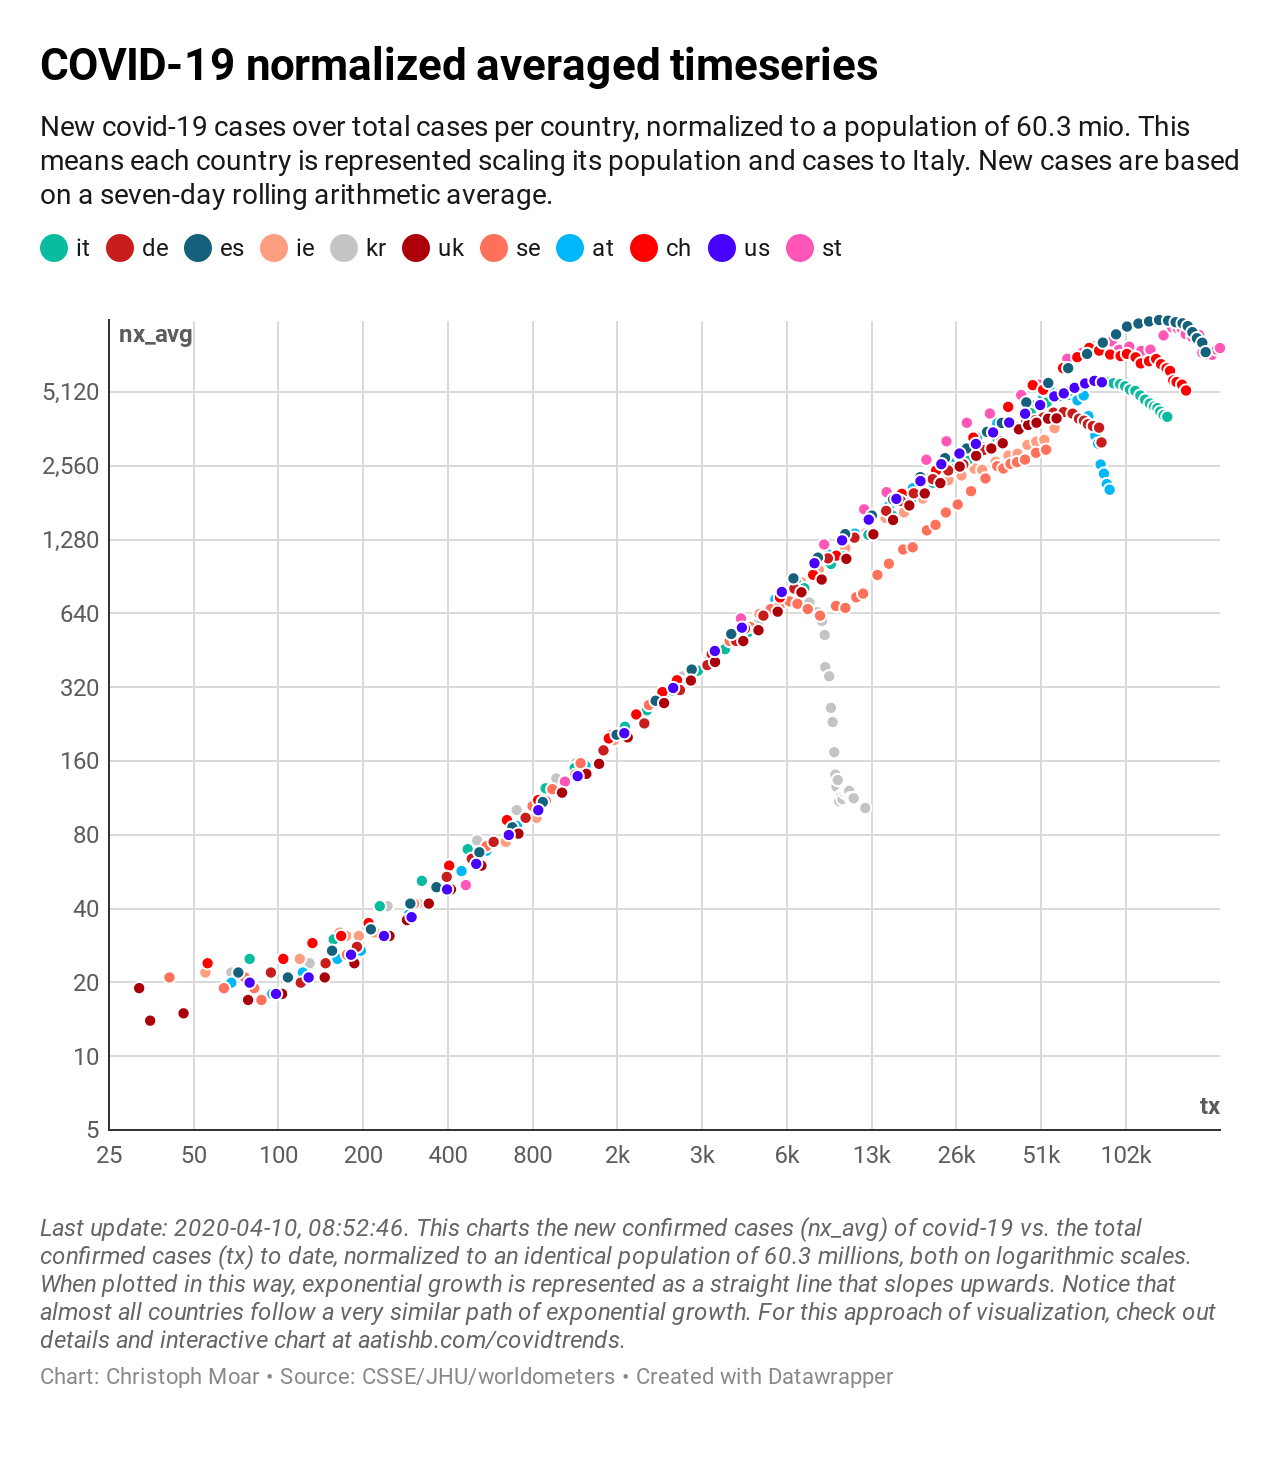 COVID-19 normalized averaged timeseries
New covid-19 cases over total cases per country, normalized to a population of 60.3 mio. This
means each country is represented scaling its population and cases to Italy. New cases are based
on a seven-day rolling arithmetic average.
it de es ie kr uk se at ch us st
nx_avg
5,120
2,560
1,280
640
320
160
80
40
20
10
5
tx
25 50 100 200 400 800 2k 3k 6k 13k 26k 51k 102k
Last update: 2020-04-10, 08:52:46. This charts the new confirmed cases (nx_avg) of covid-19 vs. the total
confirmed cases (tx) to date, normalized to an identical population of 60.3 millions, both on logarithmic scales.
When plotted in this way, exponential growth is represented as a straight line that slopes upwards. Notice that
almost all countries follow a very similar path of exponential growth. For this approach of visualization, check out
details and interactive chart at aatishb.com/covidtrends.
Chart: Christoph Moar • Source: CSSE/JHU/worldometers • Created with Datawrapper